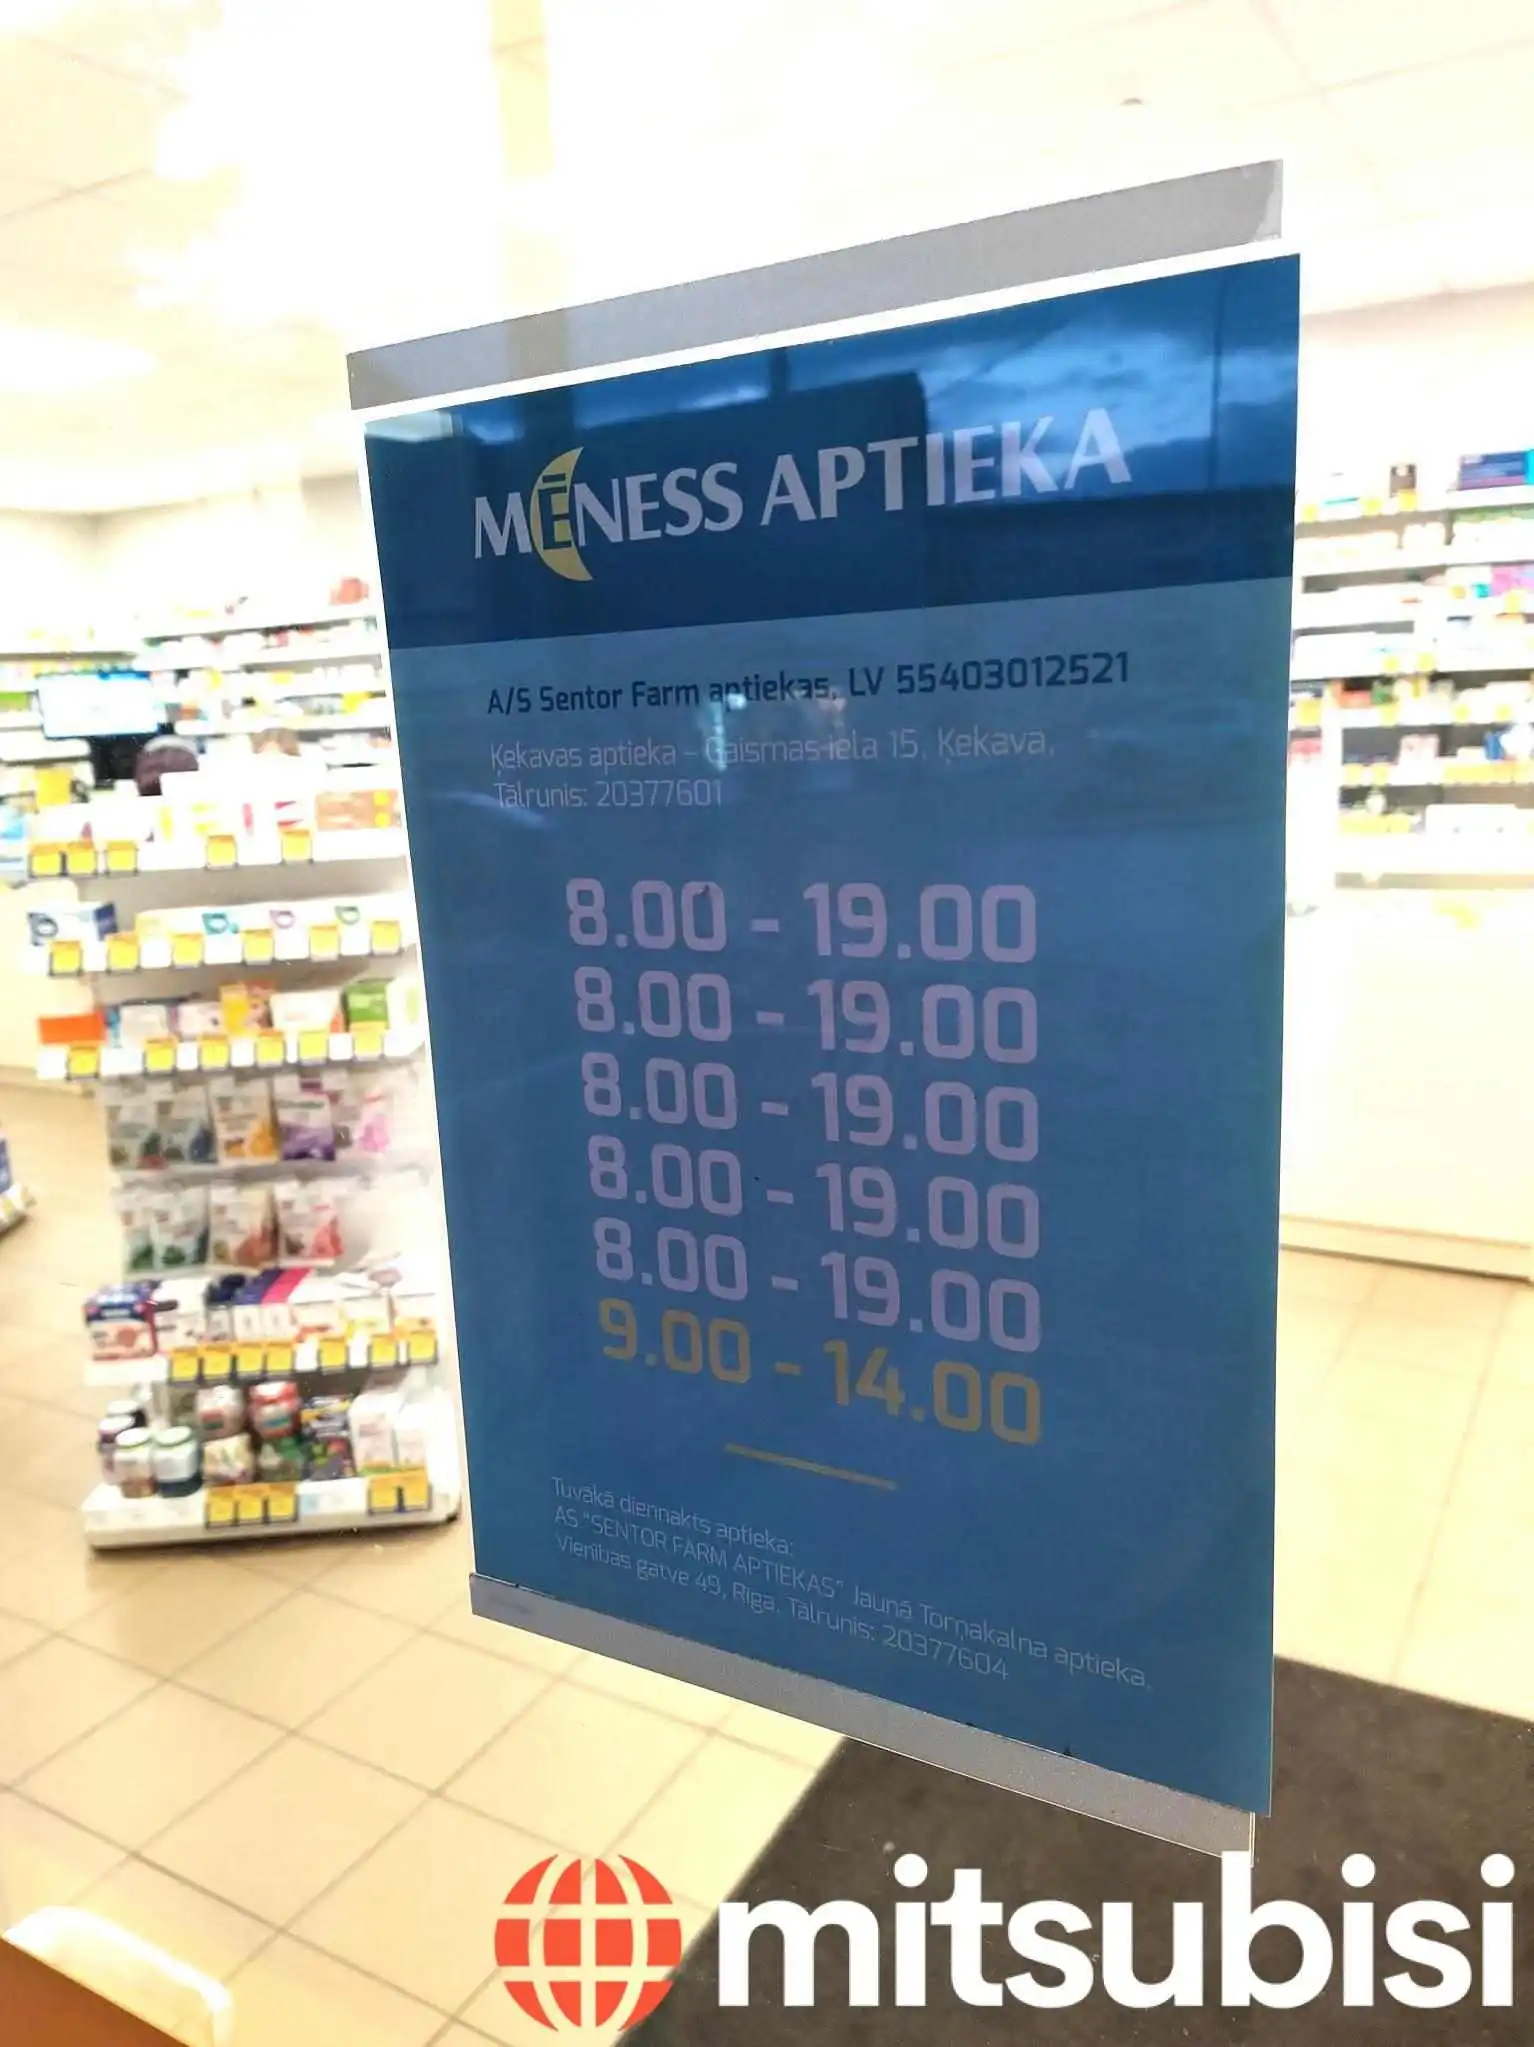 MĒNESS APTIEKA
A/S Sentor Farm aptiekas, LV 55403012521
Ķekavas aptieka – Gaismas iela 15, Ķekava,
Tālrunis: 20377601
8.00 - 19.00
8.00 - 19.00
8.00 - 19.00
8.00 - 19.00
8.00 - 19.00
9.00 - 14.00
Tuvākā diennakts aptieka:
AS "SENTOR FARM APTIEKAS" Jaunā Torņakalna aptieka,
Vienības gatve 49, Rīga. Tālrunis: 20377604
mitsubisi